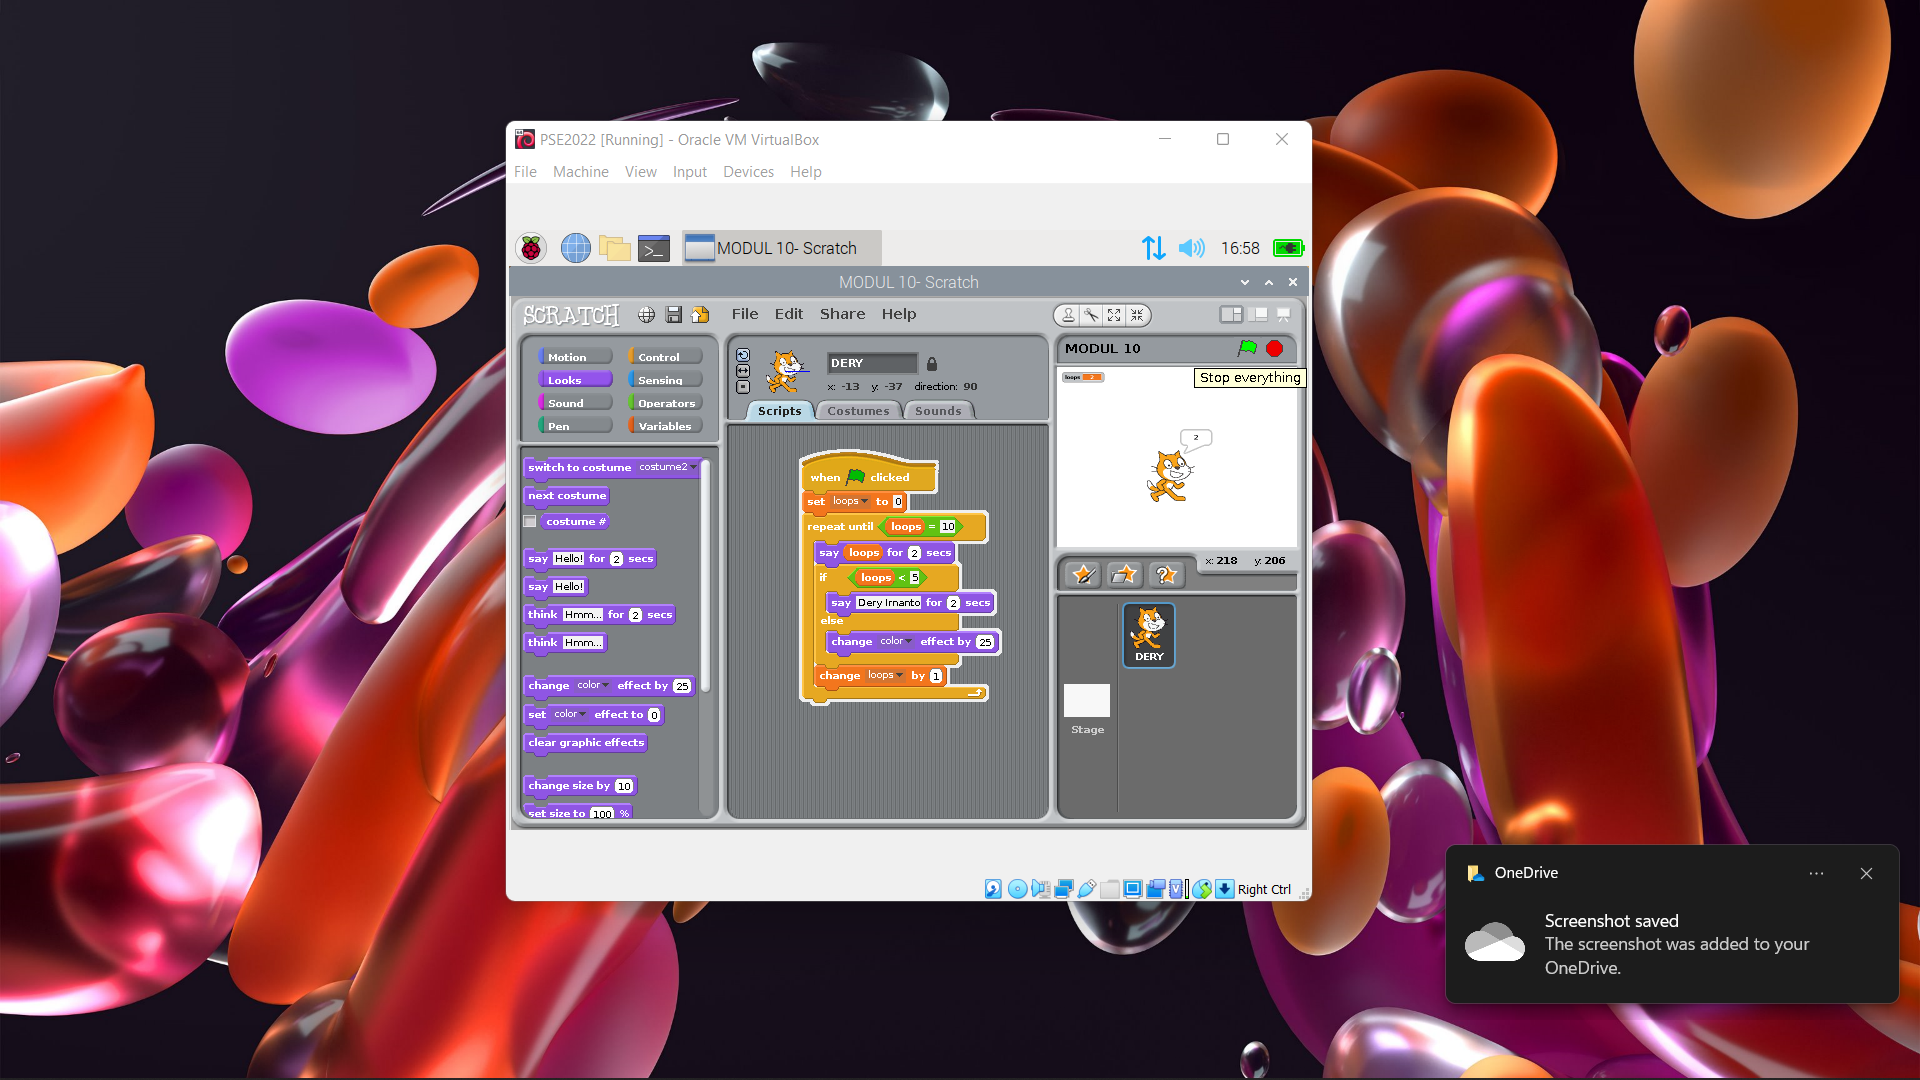 PSE2022 [Running] - Oracle VM VirtualBox
File Machine View Input Devices Help
MODUL 10- Scratch 16:58
MODUL 10- Scratch
SCRATCH File Edit Share Help
Motion Control
Looks Sensing
Sound Operators
Pen Variables
switch to costume costume2
next costume
costume #
say Hello! for 2 secs
say Hello!
think Hmm... for 2 secs
think Hmm...
change color effect by 25
set color effect to 0
clear graphic effects
change size by 10
set size to 100 %
DERY
x: -13 y: -37 direction: 90
Scripts Costumes Sounds
when clicked
set loops to 0
repeat until loops = 10
say loops for 2 secs
if loops < 5
say Dery Irnanto for 2 secs
else
change color effect by 25
change loops by 1
MODUL 10
loops 2
Stop everything
2
x: 218 y: 206
DERY
Stage
Right Ctrl
OneDrive
Screenshot saved
The screenshot was added to your
OneDrive.